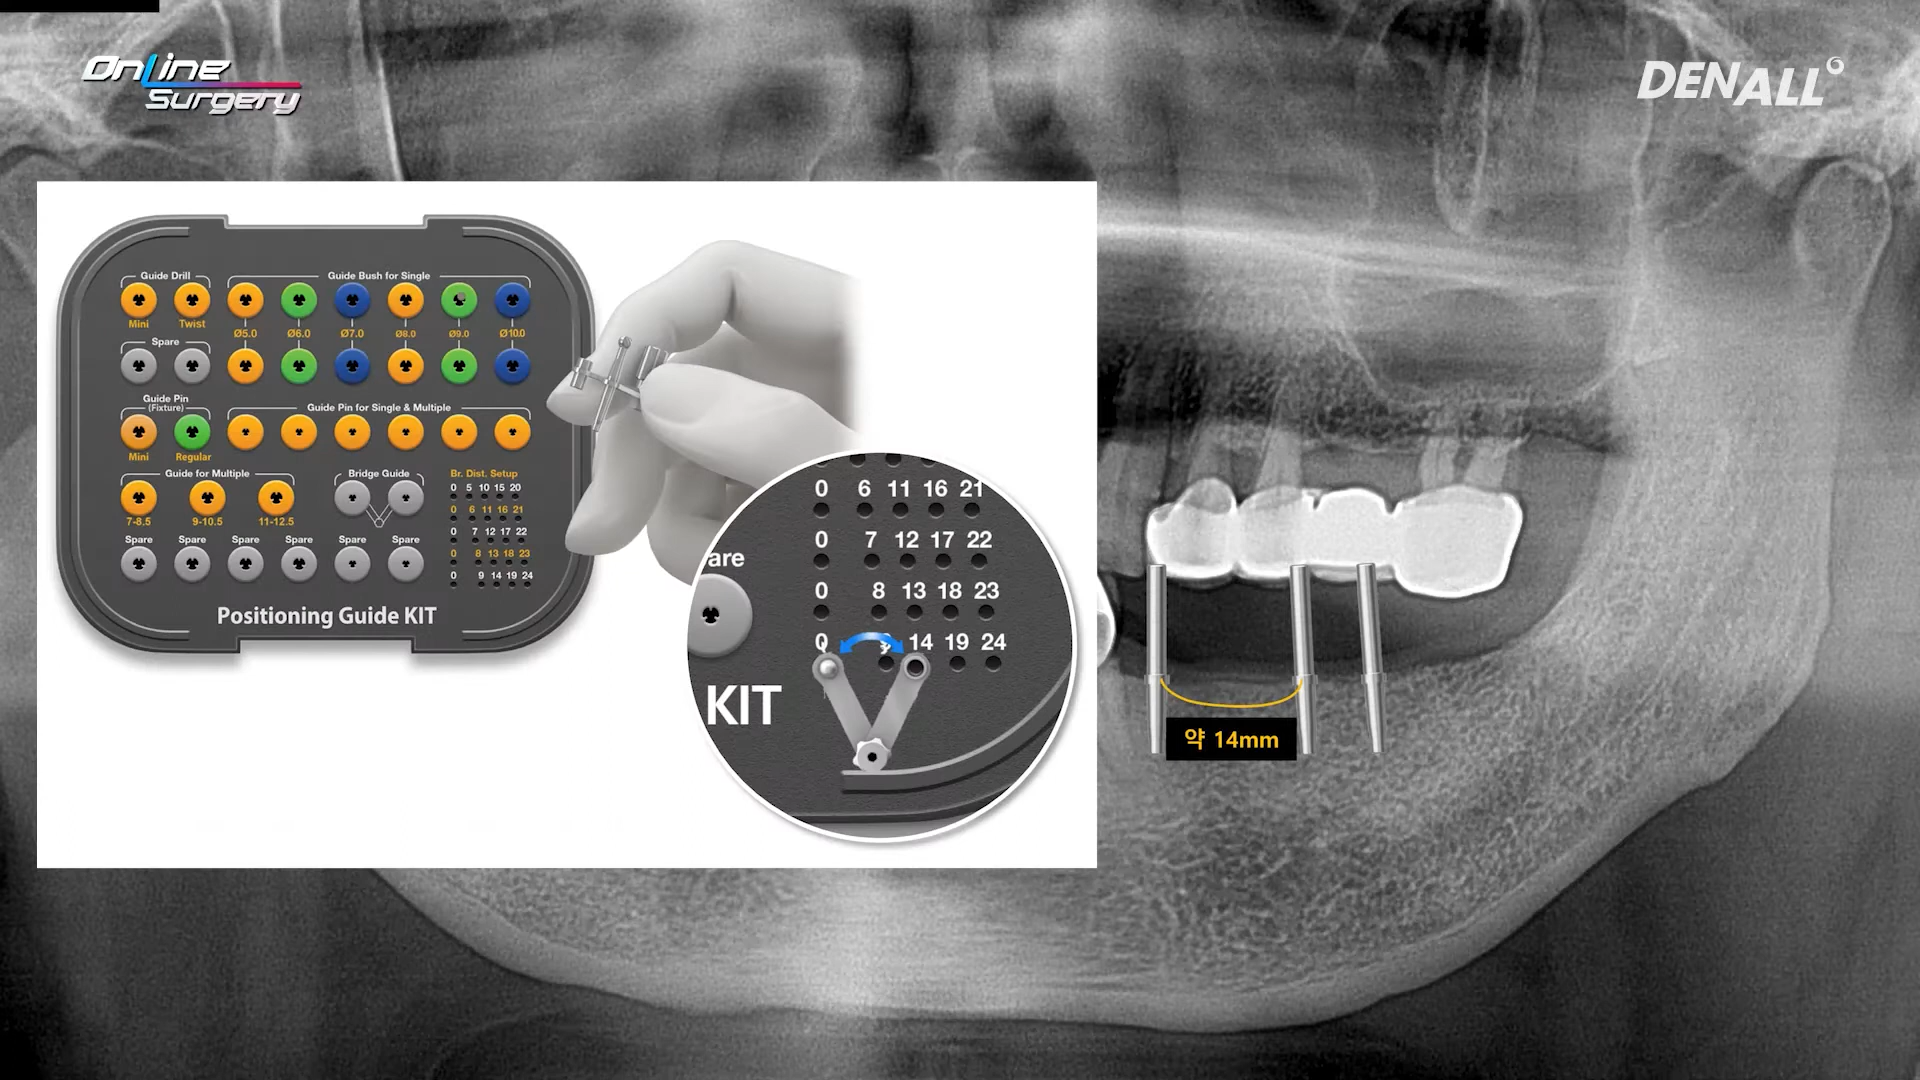 OnLine
Surgery
DENALL
Guide Drill
Guide Bush for Single
Mini Twist
Ø5.0 Ø6.0 Ø7.0 Ø8.0 Ø9.0 Ø10.0
Spare
Guide Pin
(Fixture)
Guide Pin for Single & Multiple
Mini Regular
Guide for Multiple
Bridge Guide
Br. Dist. Setup
0 5 10 15 20
0 6 11 16 21
0 7 12 17 22
0 8 13 18 23
0 9 14 19 24
7-8.5 9-10.5 11-12.5
Spare Spare Spare Spare Spare Spare
Positioning Guide KIT
0 6 11 16 21
0 7 12 17 22
are
0 8 13 18 23
0 14 19 24
KIT
약 14mm